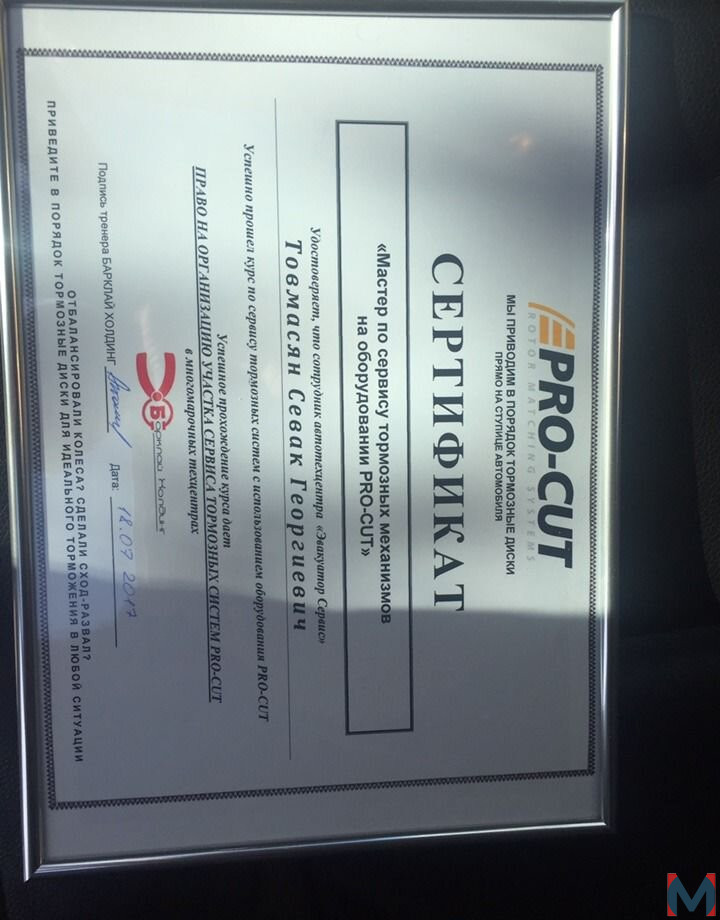 PRO-CUT
ROTOR MATCHING SYSTEMS
МЫ ПРИВОДИМ В ПОРЯДОК ТОРМОЗНЫЕ ДИСКИ
ПРЯМО НА СТУПИЦЕ АВТОМОБИЛЯ
СЕРТИФИКАТ
«Мастер по сервису тормозных механизмов
на оборудовании PRO-CUT»
Удостоверяет, что сотрудник автотехцентра «Эвакуатор Сервис»
Товмасян Севак Георгиевич
Успешно прошел курс по сервису тормозных систем с использованием оборудования PRO-CUT
Успешное прохождение курса дает
ПРАВО НА ОРГАНИЗАЦИЮ УЧАСТКА СЕРВИСА ТОРМОЗНЫХ СИСТЕМ PRO-CUT
в многомарочных техцентрах
Барклай Холдинг
Подпись тренера БАРКЛАЙ ХОЛДИНГ Дата: 18.07 2017
ОТБАЛАНСИРОВАЛИ КОЛЕСА? СДЕЛАЛИ СХОД-РАЗВАЛ?
ПРИВЕДИТЕ В ПОРЯДОК ТОРМОЗНЫЕ ДИСКИ ДЛЯ ИДЕАЛЬНОГО ТОРМОЖЕНИЯ В ЛЮБОЙ СИТУАЦИИ
M